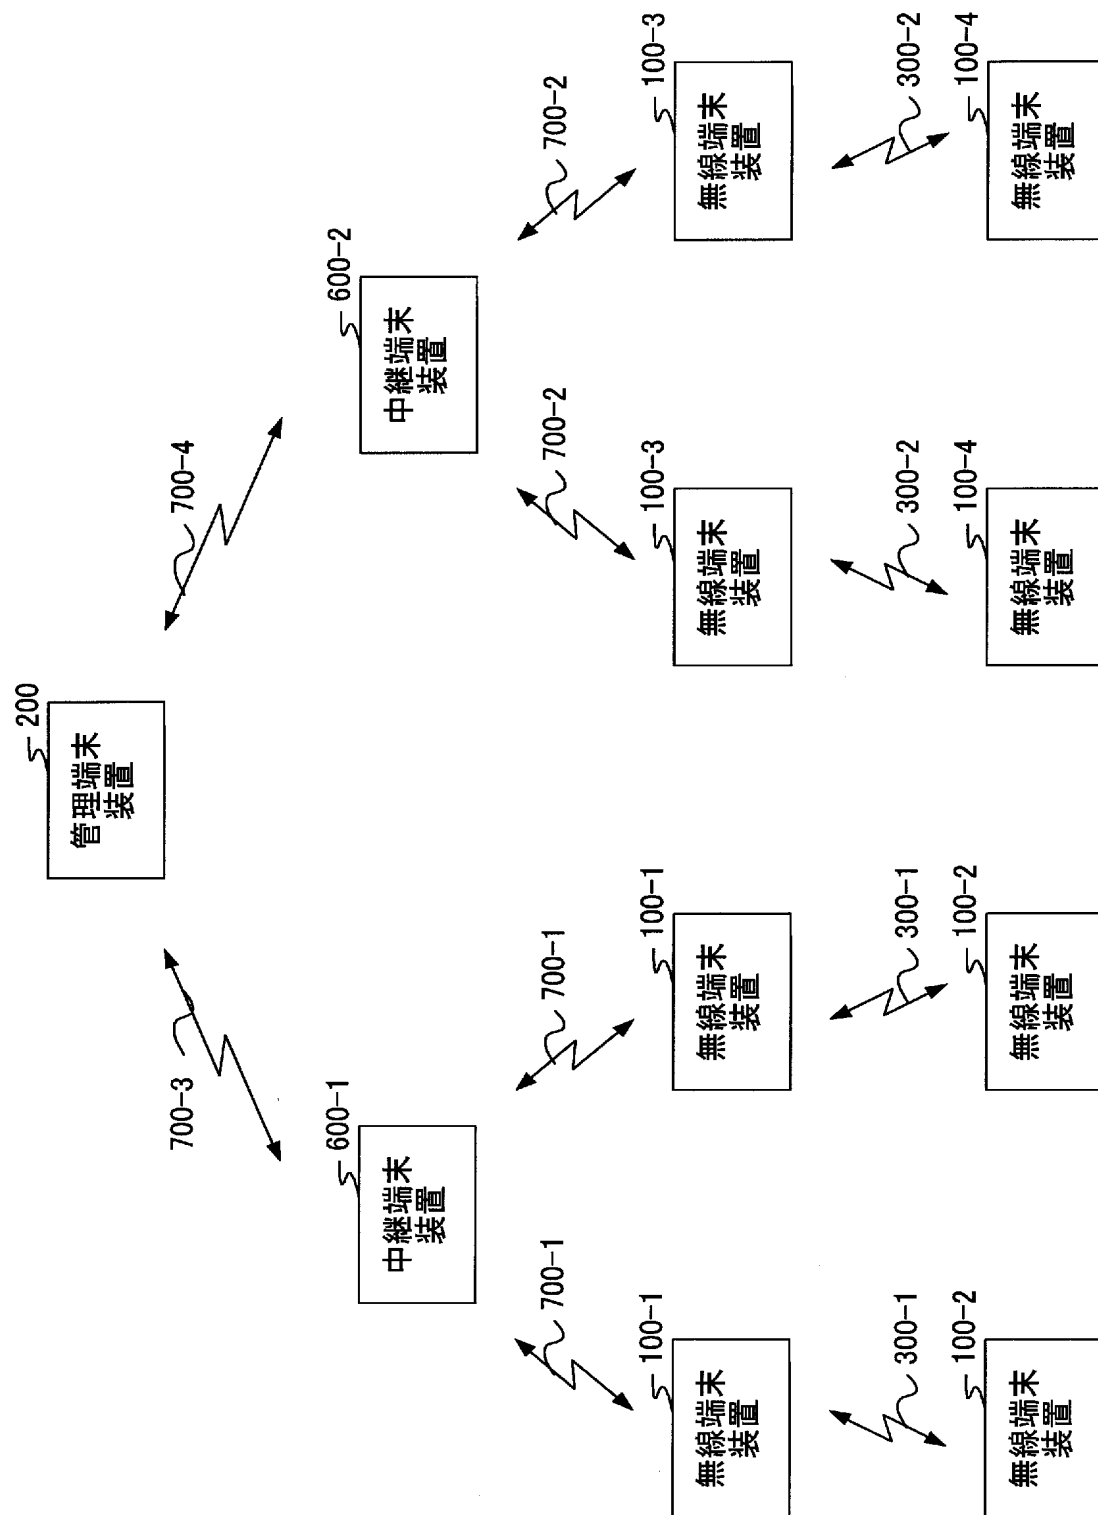 200
管理端末
装置
700-3
700-4
600-1
中継端末
装置
600-2
中継端末
装置
700-1
700-1
700-2
700-2
100-1
無線端末
装置
100-1
無線端末
装置
100-3
無線端末
装置
100-3
無線端末
装置
300-1
300-1
300-2
300-2
100-2
無線端末
装置
100-2
無線端末
装置
100-4
無線端末
装置
100-4
無線端末
装置